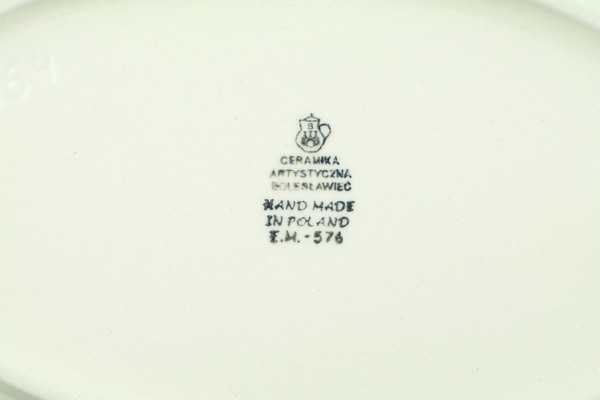 B
CERAMIKA
ARTYSTYCZNA
BOLESŁAWIEC
HAND MADE
IN POLAND
E.M. - 576